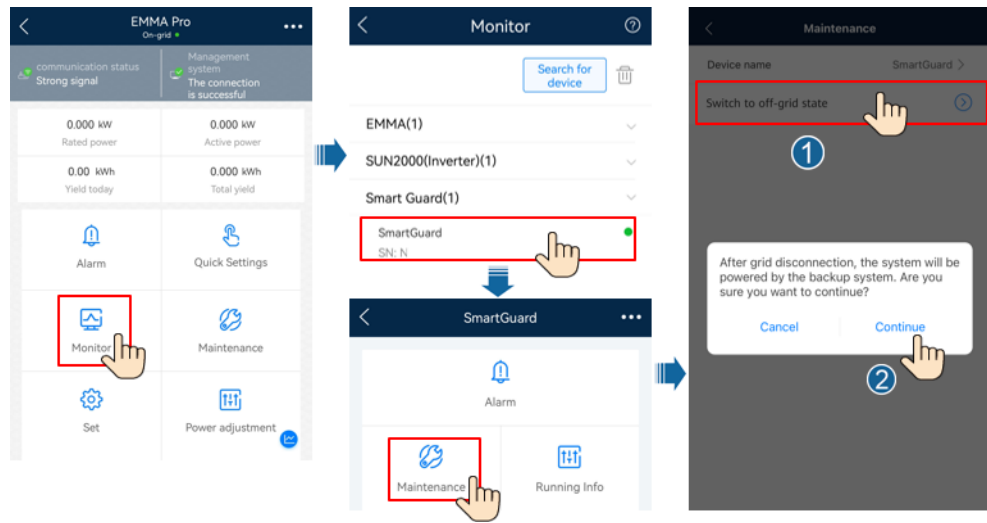 EMMA Pro
On-grid
communication status
Strong signal
Management
system
The connection
is successful
0.000 kW
Rated power
0.000 kW
Active power
0.00 kWh
Yield today
0.000 kWh
Total yield
Alarm
Quick Settings
Monitor
Maintenance
Set
Power adjustment
Monitor
Search for
device
EMMA(1)
SUN2000(Inverter)(1)
Smart Guard(1)
SmartGuard
SN: N
SmartGuard
Alarm
Maintenance
Running Info
Maintenance
Device name
SmartGuard
Switch to off-grid state
1
After grid disconnection, the system will be
powered by the backup system. Are you
sure you want to continue?
Cancel
Continue
2